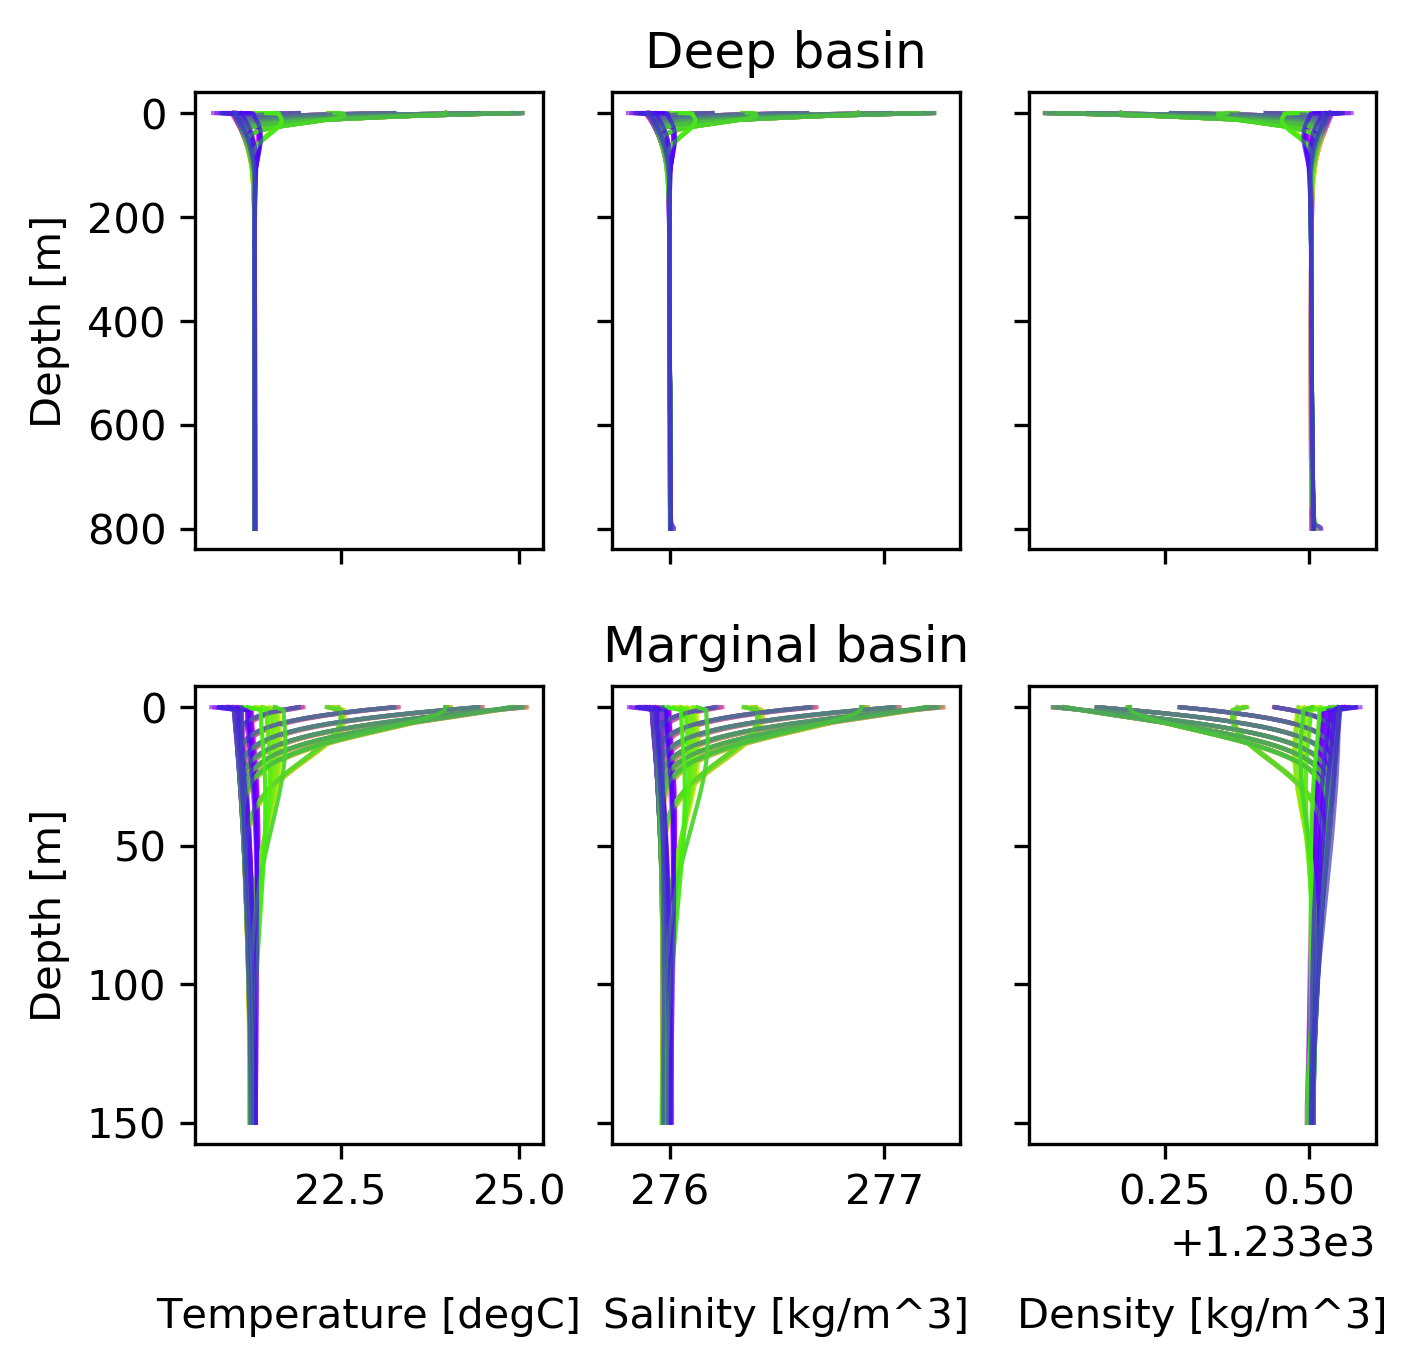 Deep basin
0
200
400
600
800
Depth [m]
Marginal basin
0
50
100
150
Depth [m]
22.5 25.0
276 277
0.25 0.50
+1.233e3
Temperature [degC] Salinity [kg/m^3] Density [kg/m^3]